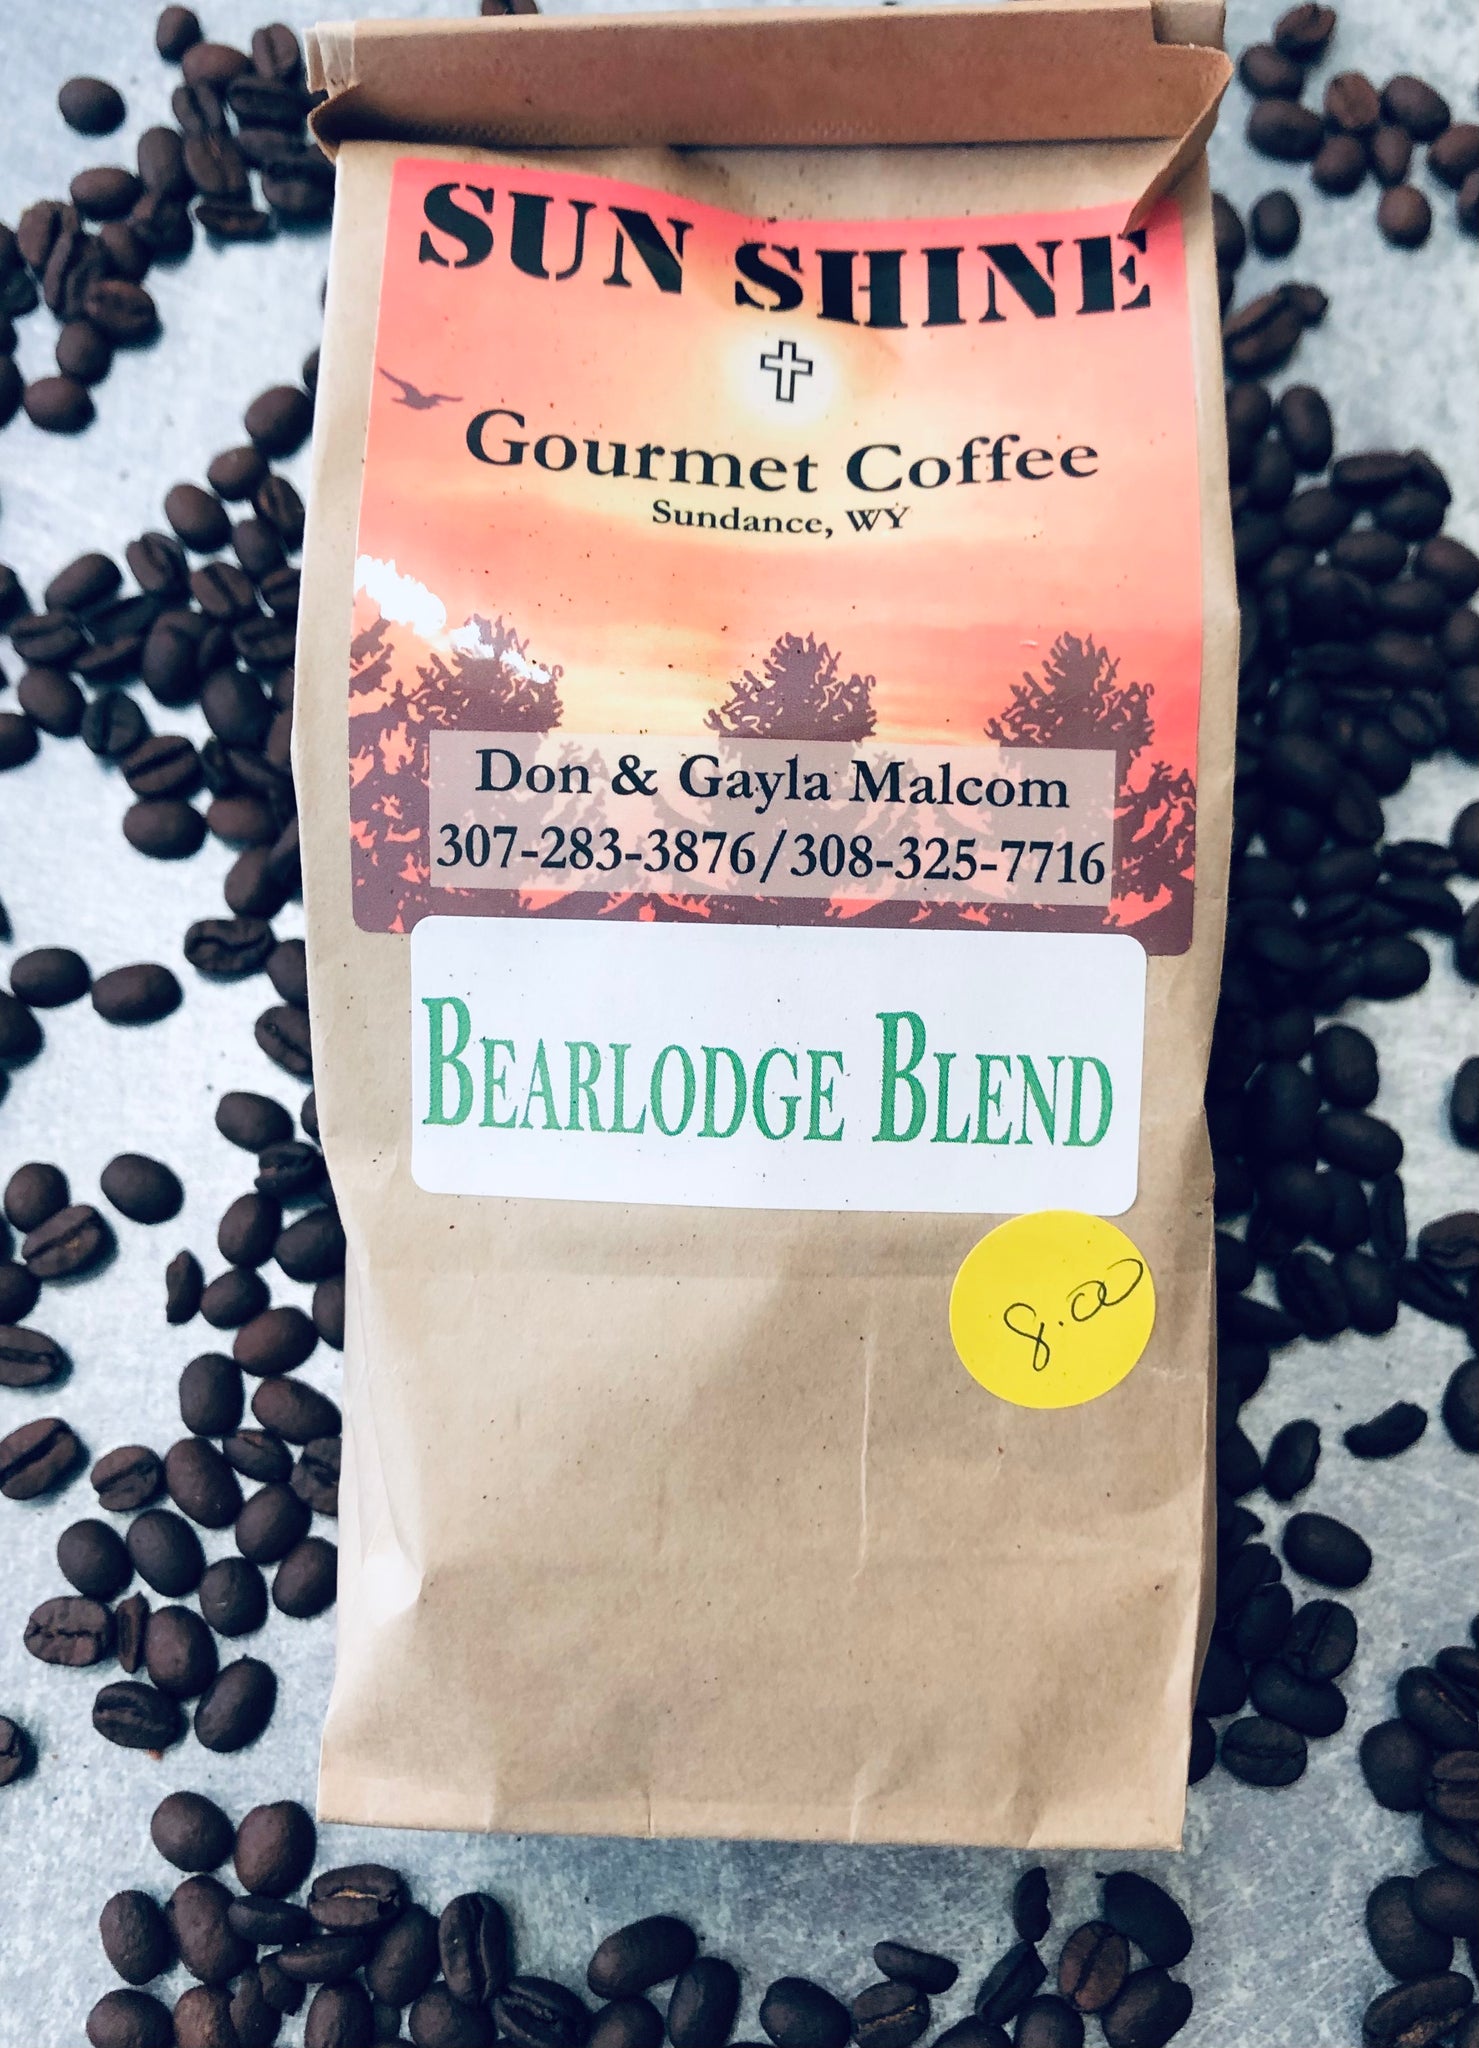 SUN SHINE
Gourmet Coffee
Sundance, WY
Don & Gayla Malcom
307-283-3876/308-325-7716
BEARLODGE BLEND
8.00